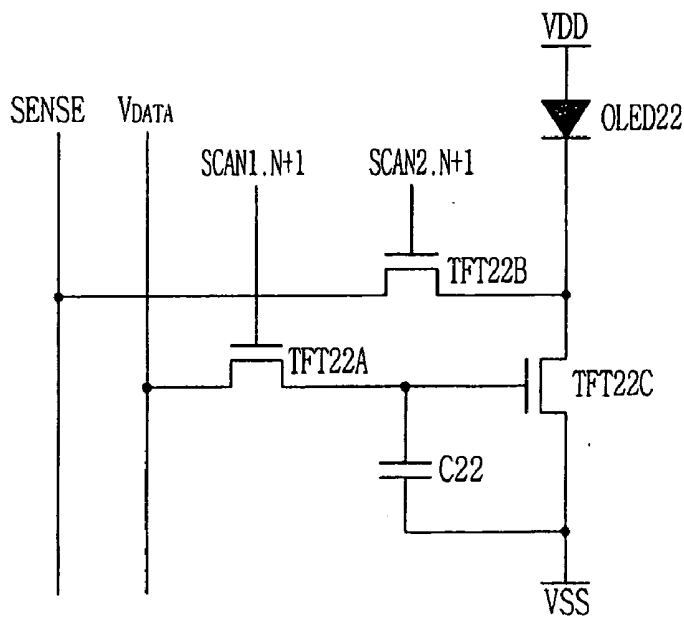 VDD
SENSE
VDATA
OLED22
SCAN1.N+1
SCAN2.N+1
TFT22B
TFT22A
TFT22C
C22
VSS